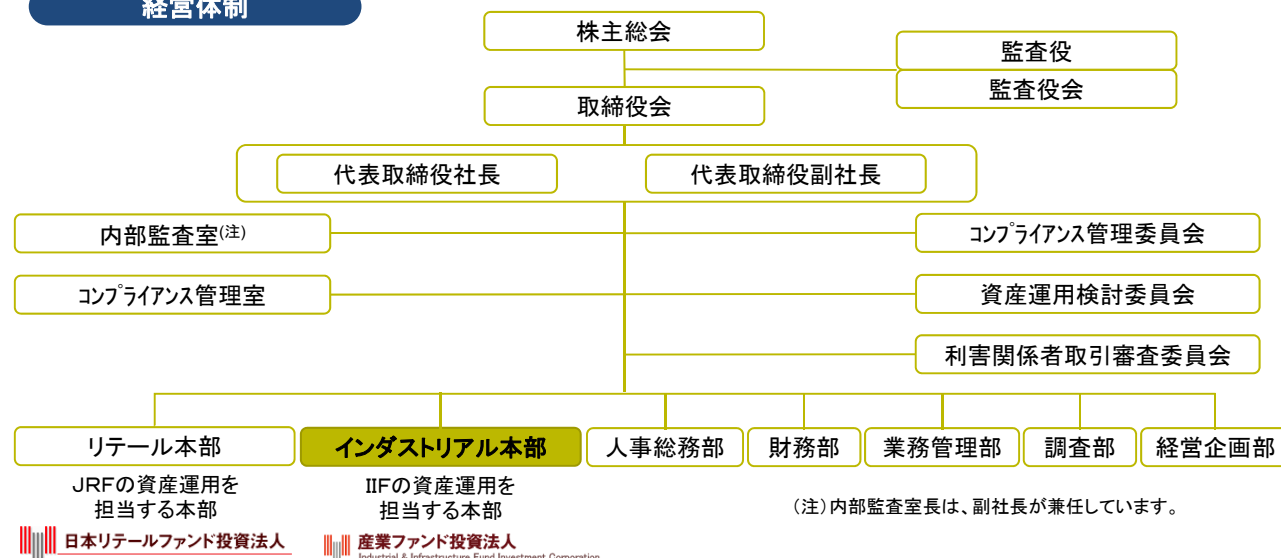 経営体制
株主総会
監査役
監査役会
取締役会
代表取締役社長
代表取締役副社長
内部監査室(注)
コンプライアンス管理委員会
コンプライアンス管理室
資産運用検討委員会
利害関係者取引審査委員会
リテール本部
インダストリアル本部
人事総務部
財務部
業務管理部
調査部
経営企画部
JRFの資産運用を
担当する本部
IIFの資産運用を
担当する本部
(注)内部監査室長は、副社長が兼任しています。
日本リテールファンド投資法人
産業ファンド投資法人
Industrial & Infrastructure Fund Investment Corporation